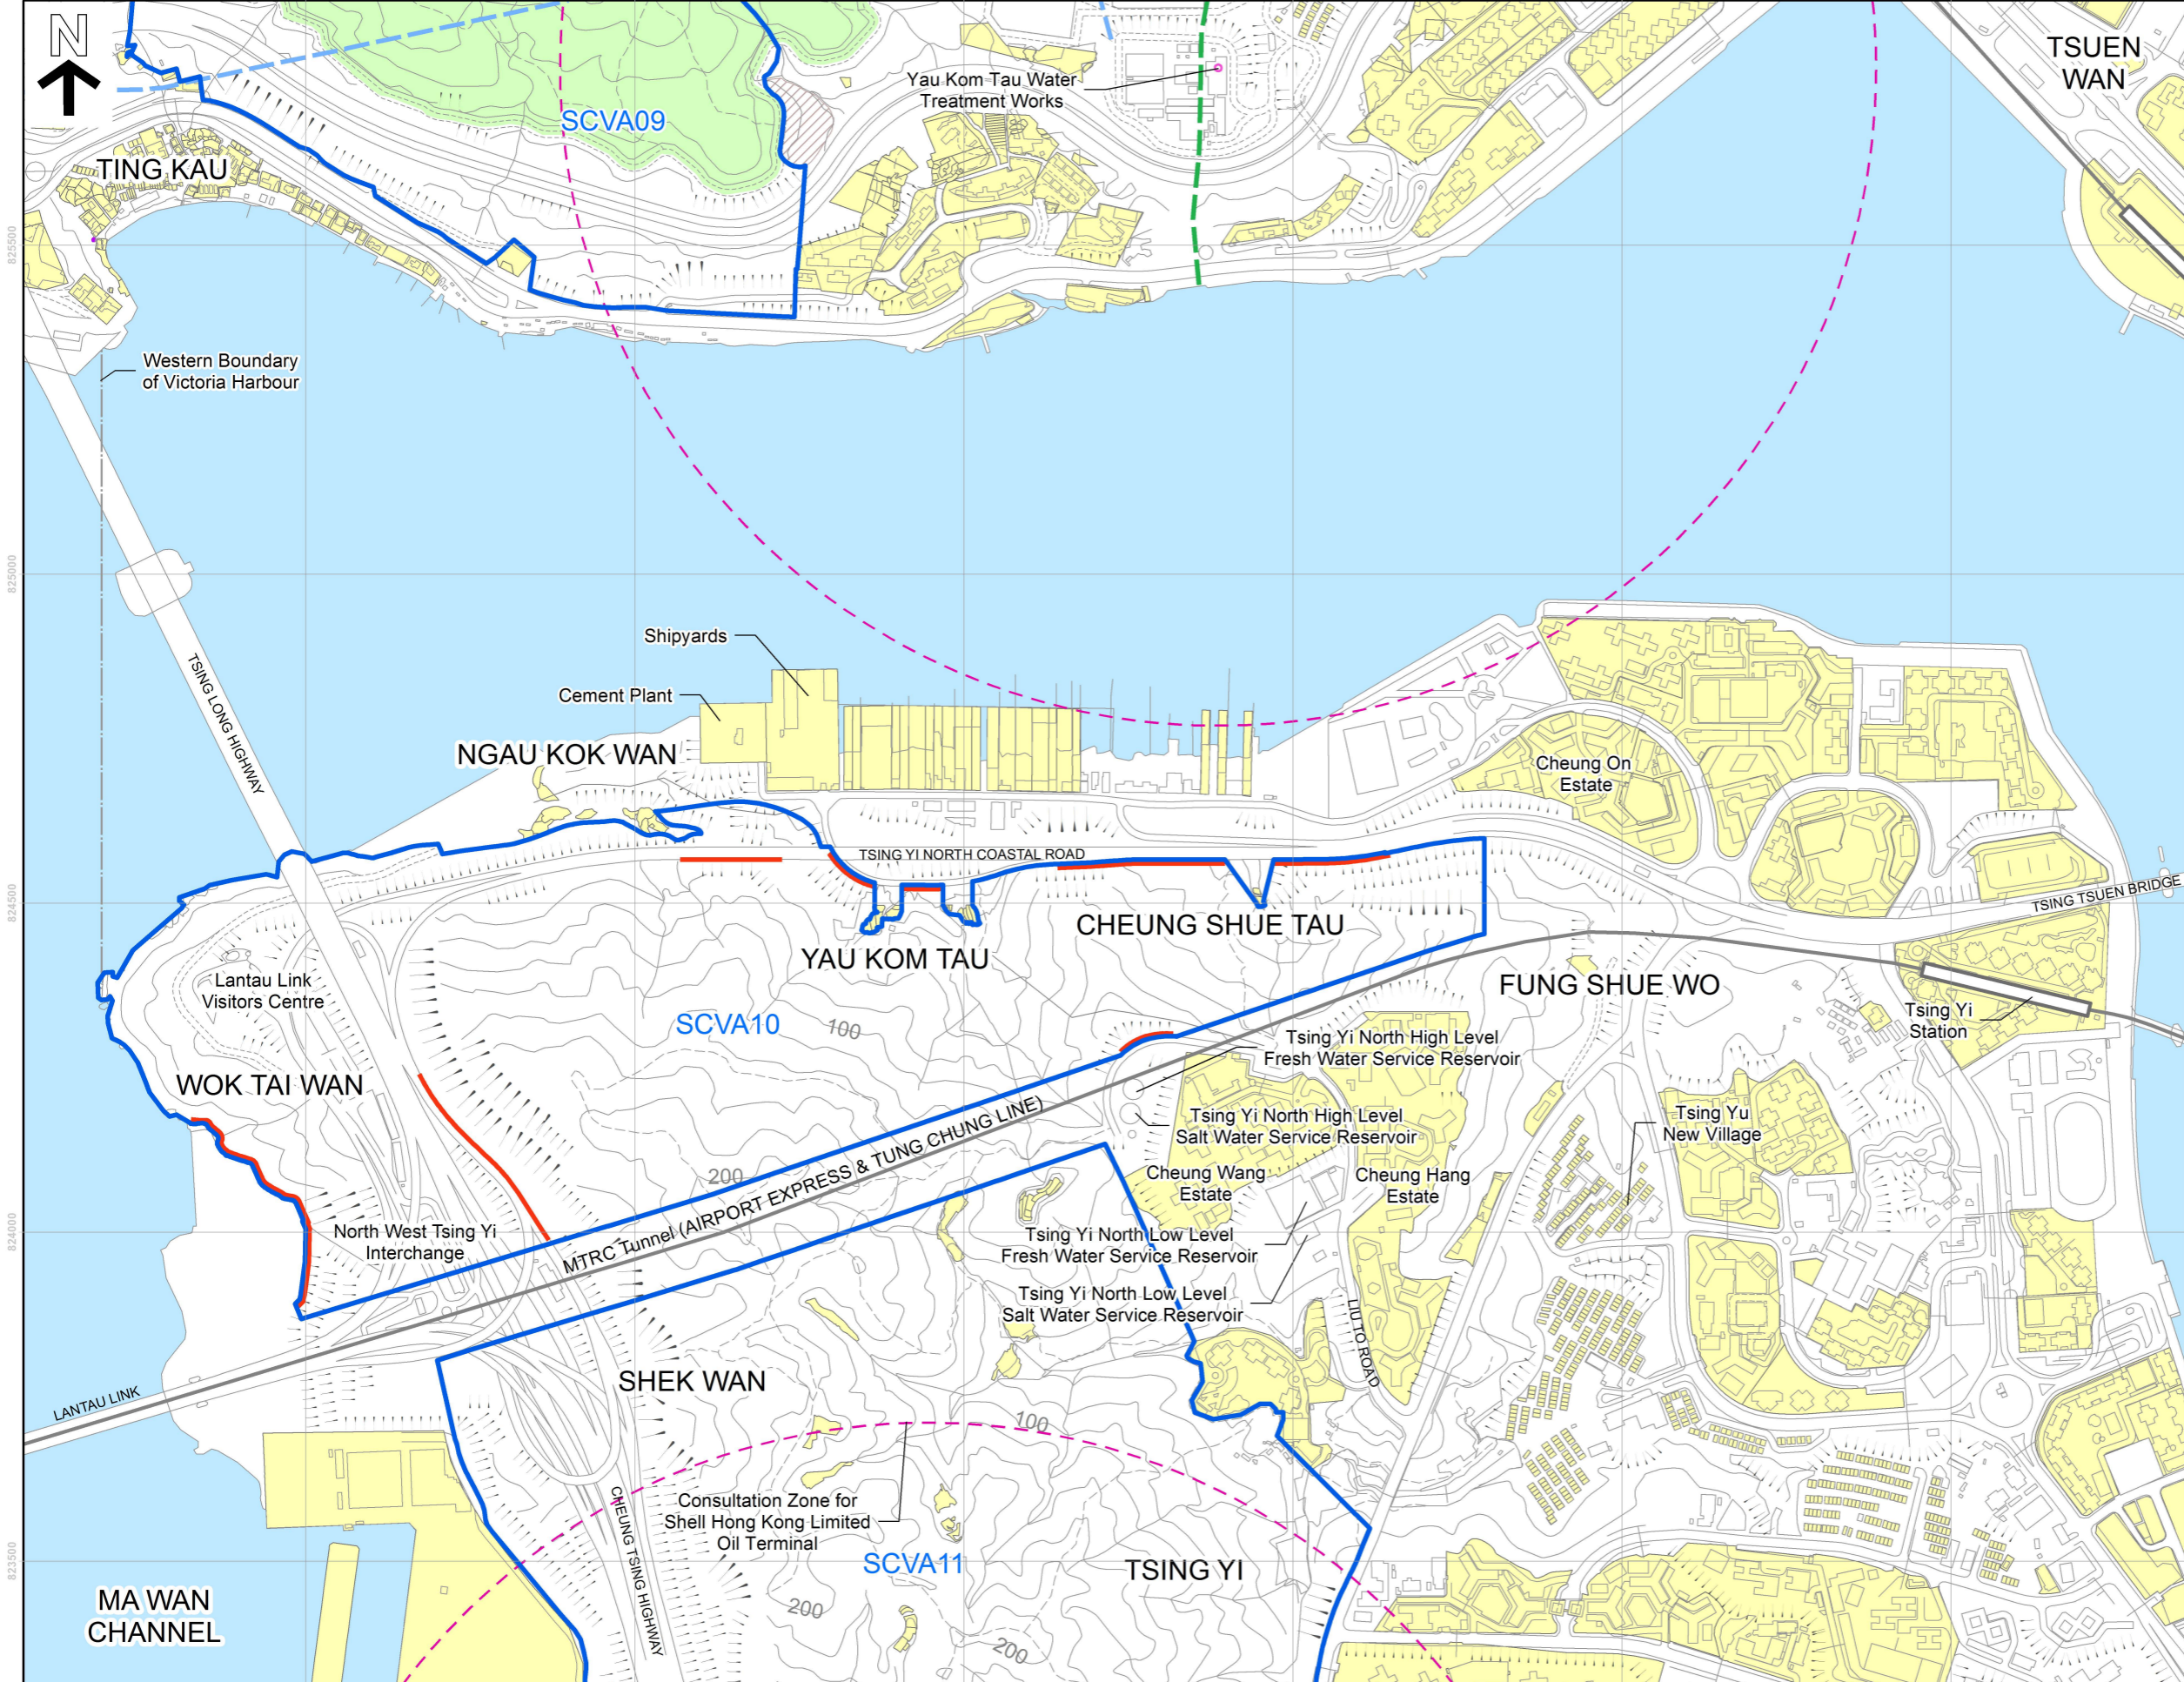 N
TSUEN
WAN
Yau Kom Tau Water
Treatment Works
SCVA09
TING KAU
825500
Western Boundary
of Victoria Harbour
825000
TSING LONG HIGHWAY
Shipyards
Cement Plant
NGAU KOK WAN
Cheung On
Estate
TSING YI NORTH COASTAL ROAD
824500
TSING TSUEN BRIDGE
CHEUNG SHUE TAU
YAU KOM TAU
FUNG SHUE WO
Lantau Link
Visitors Centre
Tsing Yi
Station
SCVA10
100
Tsing Yi North High Level
Fresh Water Service Reservoir
WOK TAI WAN
Tsing Yi North High Level
Salt Water Service Reservoir
Tsing Yu
New Village
200
MTRC Tunnel (AIRPORT EXPRESS & TUNG CHUNG LINE)
Cheung Wang
Estate
Cheung Hang
Estate
824000
North West Tsing Yi
Interchange
Tsing Yi North Low Level
Fresh Water Service Reservoir
Tsing Yi North Low Level
Salt Water Service Reservoir
LIU TO ROAD
SHEK WAN
LANTAU LINK
100
Consultation Zone for
Shell Hong Kong Limited
Oil Terminal
CHEUNG TSING HIGHWAY
SCVA11
TSING YI
823500
MA WAN
CHANNEL
200
200